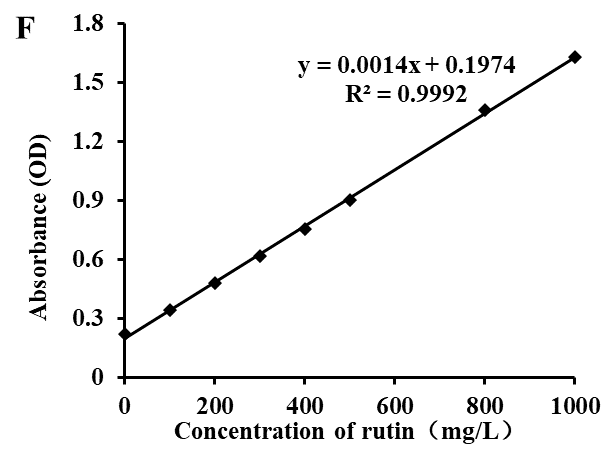 F
1.8
y = 0.0014x + 0.1974
1.5
R² = 0.9992
1.2
Absorbance (OD)
0.9
0.6
0.3
0
0 200 400 600 800 1000
Concentration of rutin（mg/L）